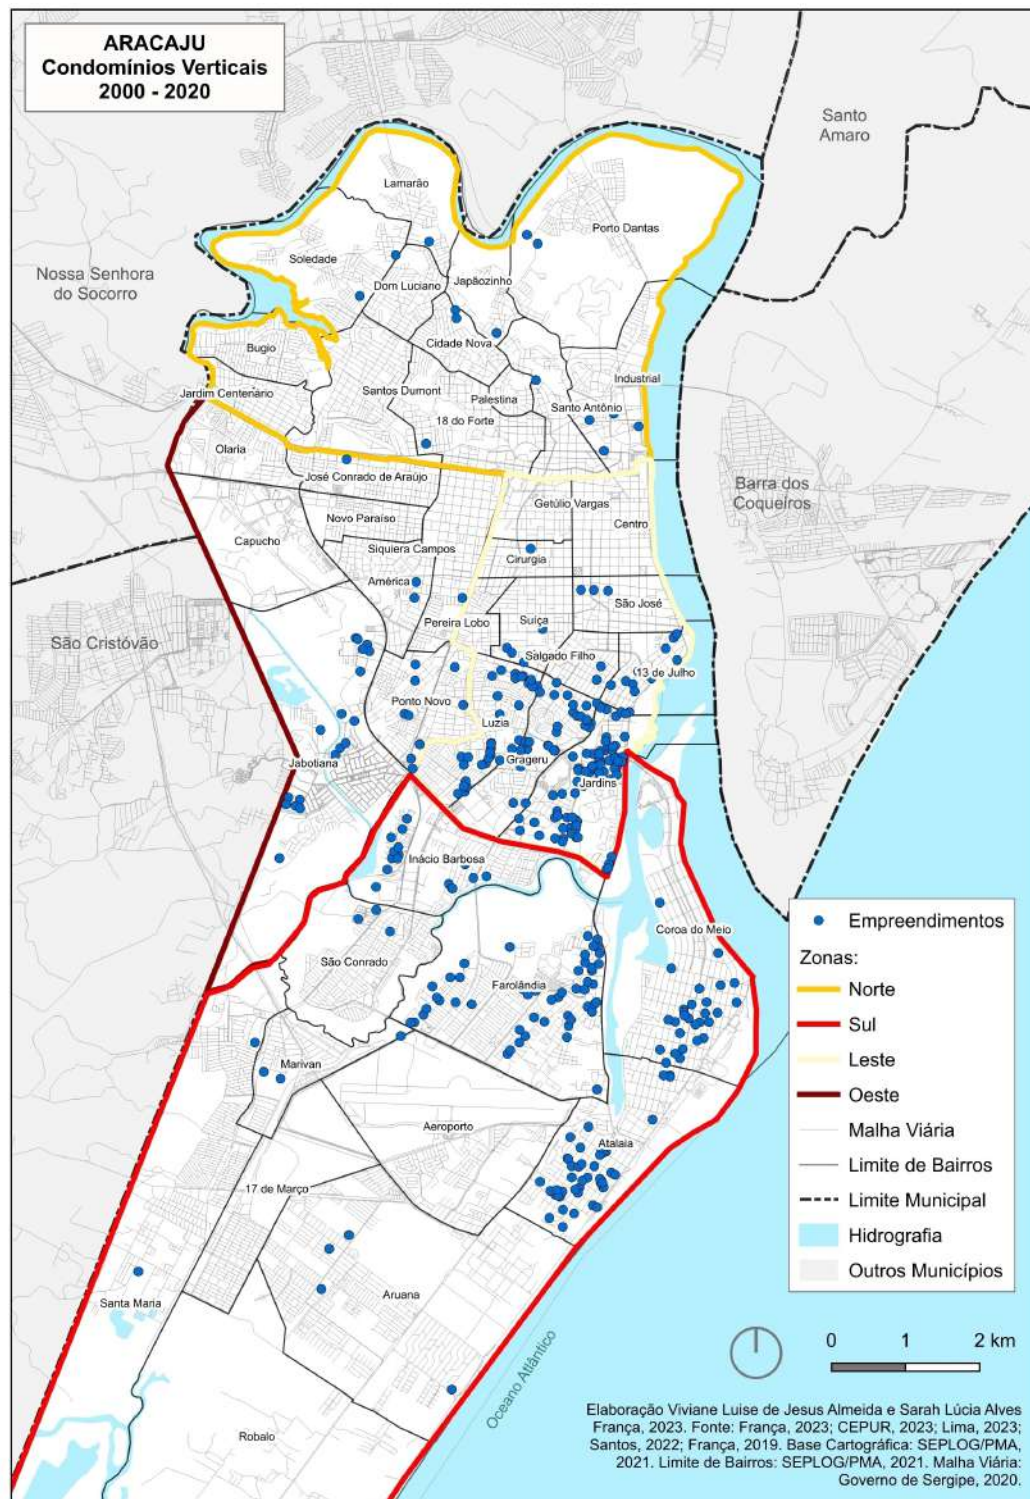 ARACAJU
Condomínios Verticais
2000 - 2020
Santo
Amaro
Lamarão
Porto Dantas
Soledade
Nossa Senhora
do Socorro
Dom Luciano
Japãozinho
Cidade Nova
Bugio
Industrial
Jardim Centenário
Santos Dumont
Palestina
Santo Antônio
18 do Forte
Olaria
José Conrado de Araújo
Barra dos
Coqueiros
Getúlio Vargas
Novo Paraíso
Centro
Capucho
Siquiera Campos
Cirurgia
América
São José
São Cristóvão
Pereira Lobo
Suiça
Salgado Filho
13 de Julho
Ponto Novo
Luzia
Jabotiana
Grageru
Jardins
Inácio Barbosa
Coroa do Meio
São Conrado
Farolândia
Marivan
Aeroporto
Atalaia
17 de Março
Aruana
Santa Maria
Robalo
Oceano Atlântico
Empreendimentos
Zonas:
Norte
Sul
Leste
Oeste
Malha Viária
Limite de Bairros
Limite Municipal
Hidrografia
Outros Municípios
0 1 2 km
Elaboração Viviane Luise de Jesus Almeida e Sarah Lúcia Alves
França, 2023. Fonte: França, 2023; CEPUR, 2023; Lima, 2023;
Santos, 2022; França, 2019. Base Cartográfica: SEPLOG/PMA,
2021. Limite de Bairros: SEPLOG/PMA, 2021. Malha Viária:
Governo de Sergipe, 2020.